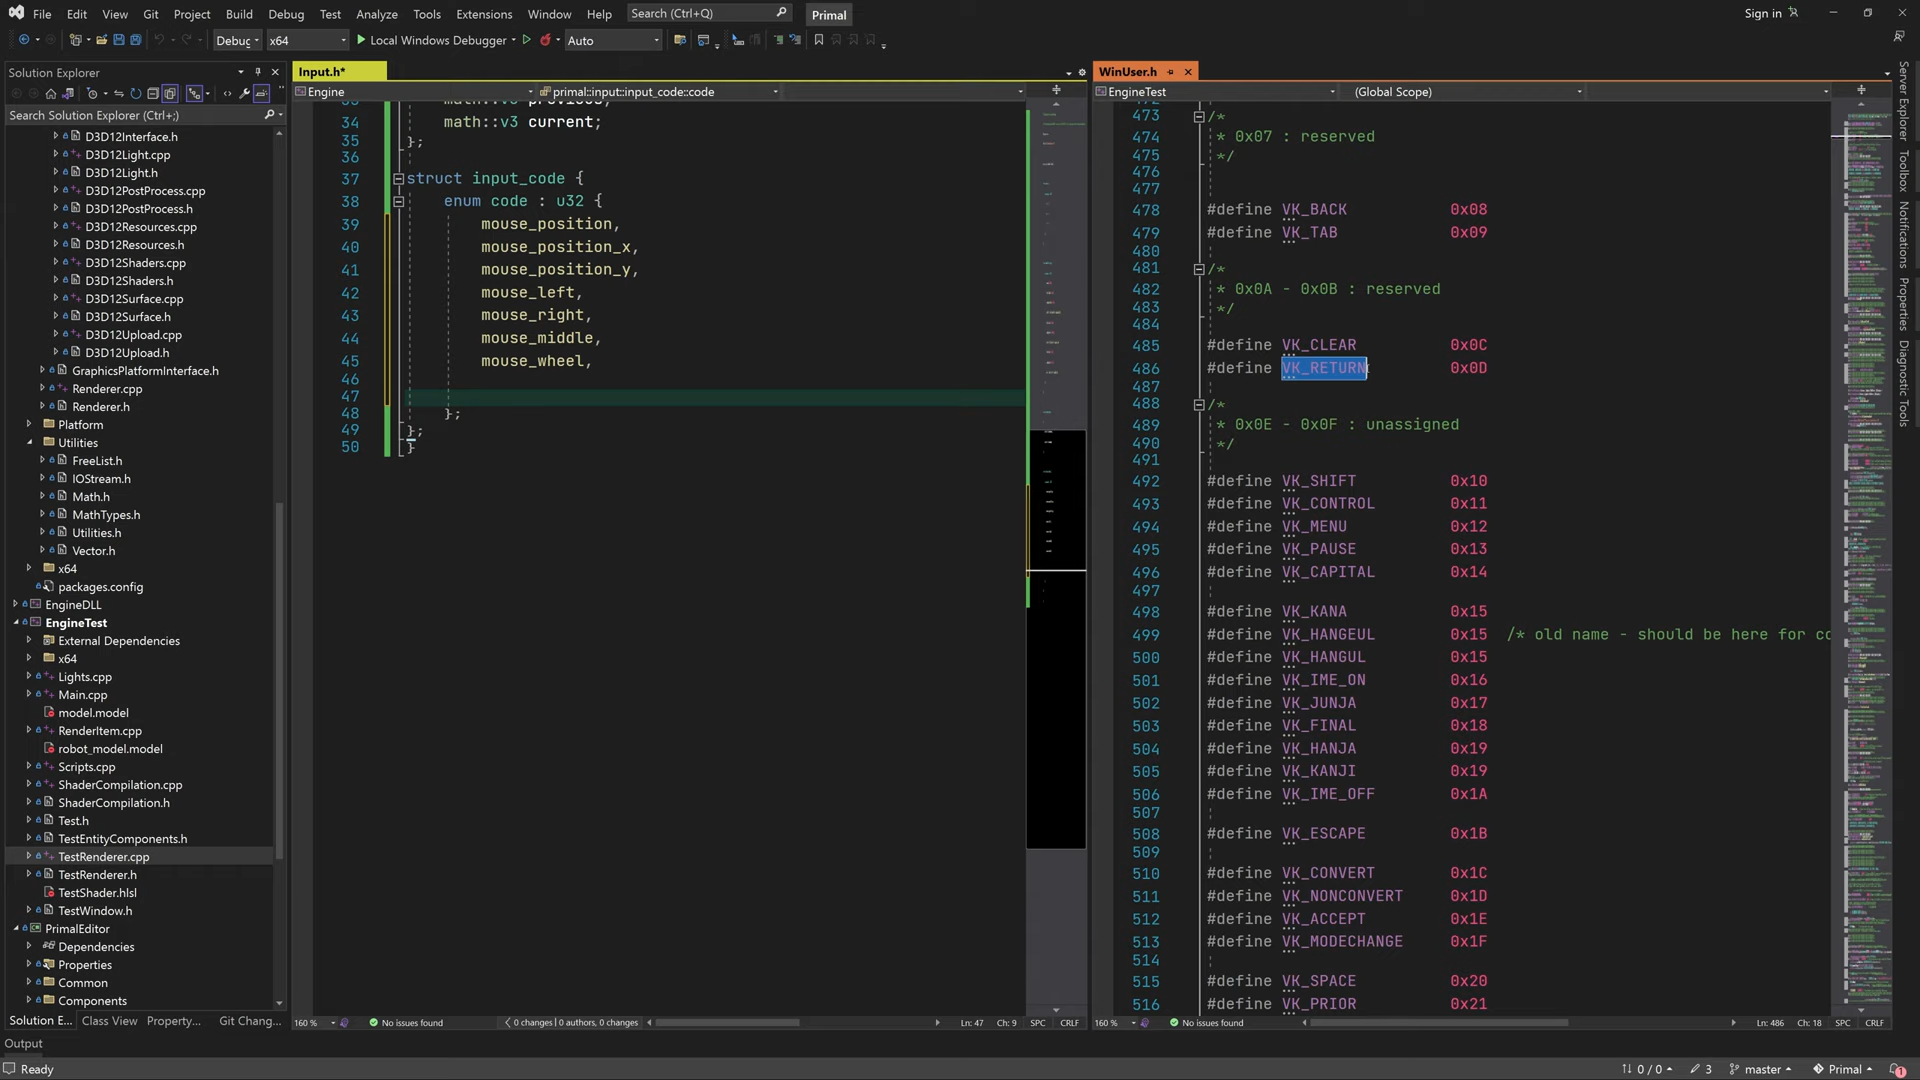 File Edit View Git Project Build Debug Test Analyze Tools Extensions Window Help Search (Ctrl+Q) Primal Sign in
Debug x64 Local Windows Debugger Auto
Solution Explorer
Search Solution Explorer (Ctrl+;)
D3D12Interface.h
D3D12Light.cpp
D3D12Light.h
D3D12PostProcess.cpp
D3D12PostProcess.h
D3D12Resources.cpp
D3D12Resources.h
D3D12Shaders.cpp
D3D12Shaders.h
D3D12Surface.cpp
D3D12Surface.h
D3D12Upload.cpp
D3D12Upload.h
GraphicsPlatformInterface.h
Renderer.cpp
Renderer.h
Platform
Utilities
FreeList.h
IOStream.h
Math.h
MathTypes.h
Utilities.h
Vector.h
x64
packages.config
EngineDLL
EngineTest
External Dependencies
x64
Lights.cpp
Main.cpp
model.model
RenderItem.cpp
robot_model.model
Scripts.cpp
ShaderCompilation.cpp
ShaderCompilation.h
Test.h
TestEntityComponents.h
TestRenderer.cpp
TestRenderer.h
TestShader.hlsl
TestWindow.h
PrimalEditor
Dependencies
Properties
Common
Components
Solution E... Class View Property... Git Chang...
Input.h*
Engine primal::input::input_code::code
33 math::v3 previous;
34 math::v3 current;
35 };
36
37 struct input_code {
38 enum code : u32 {
39 mouse_position,
40 mouse_position_x,
41 mouse_position_y,
42 mouse_left,
43 mouse_right,
44 mouse_middle,
45 mouse_wheel,
46
47
48 };
49 };
50 }
160 % No issues found 0 changes | 0 authors, 0 changes Ln: 47 Ch: 9 SPC CRLF
WinUser.h
EngineTest (Global Scope)
472
473 /*
474 * 0x07 : reserved
475 */
476
477
478 #define VK_BACK 0x08
479 #define VK_TAB 0x09
480
481 /*
482 * 0x0A - 0x0B : reserved
483 */
484
485 #define VK_CLEAR 0x0C
486 #define VK_RETURN 0x0D
487
488 /*
489 * 0x0E - 0x0F : unassigned
490 */
491
492 #define VK_SHIFT 0x10
493 #define VK_CONTROL 0x11
494 #define VK_MENU 0x12
495 #define VK_PAUSE 0x13
496 #define VK_CAPITAL 0x14
497
498 #define VK_KANA 0x15
499 #define VK_HANGEUL 0x15 /* old name - should be here for co
500 #define VK_HANGUL 0x15
501 #define VK_IME_ON 0x16
502 #define VK_JUNJA 0x17
503 #define VK_FINAL 0x18
504 #define VK_HANJA 0x19
505 #define VK_KANJI 0x19
506 #define VK_IME_OFF 0x1A
507
508 #define VK_ESCAPE 0x1B
509
510 #define VK_CONVERT 0x1C
511 #define VK_NONCONVERT 0x1D
512 #define VK_ACCEPT 0x1E
513 #define VK_MODECHANGE 0x1F
514
515 #define VK_SPACE 0x20
516 #define VK_PRIOR 0x21
160 % No issues found Ln: 486 Ch: 18 SPC CRLF
Server Explorer
Toolbox
Notifications
Properties
Diagnostic Tools
Output
Ready 0 / 0 3 master Primal 1